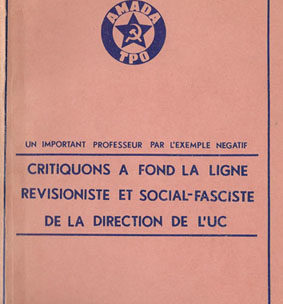 AMADA
TPO
UN IMPORTANT PROFESSEUR PAR L'EXEMPLE NEGATIF
CRITIQUONS A FOND LA LIGNE
REVISIONISTE ET SOCIAL-FASCISTE
DE LA DIRECTION DE L'UC